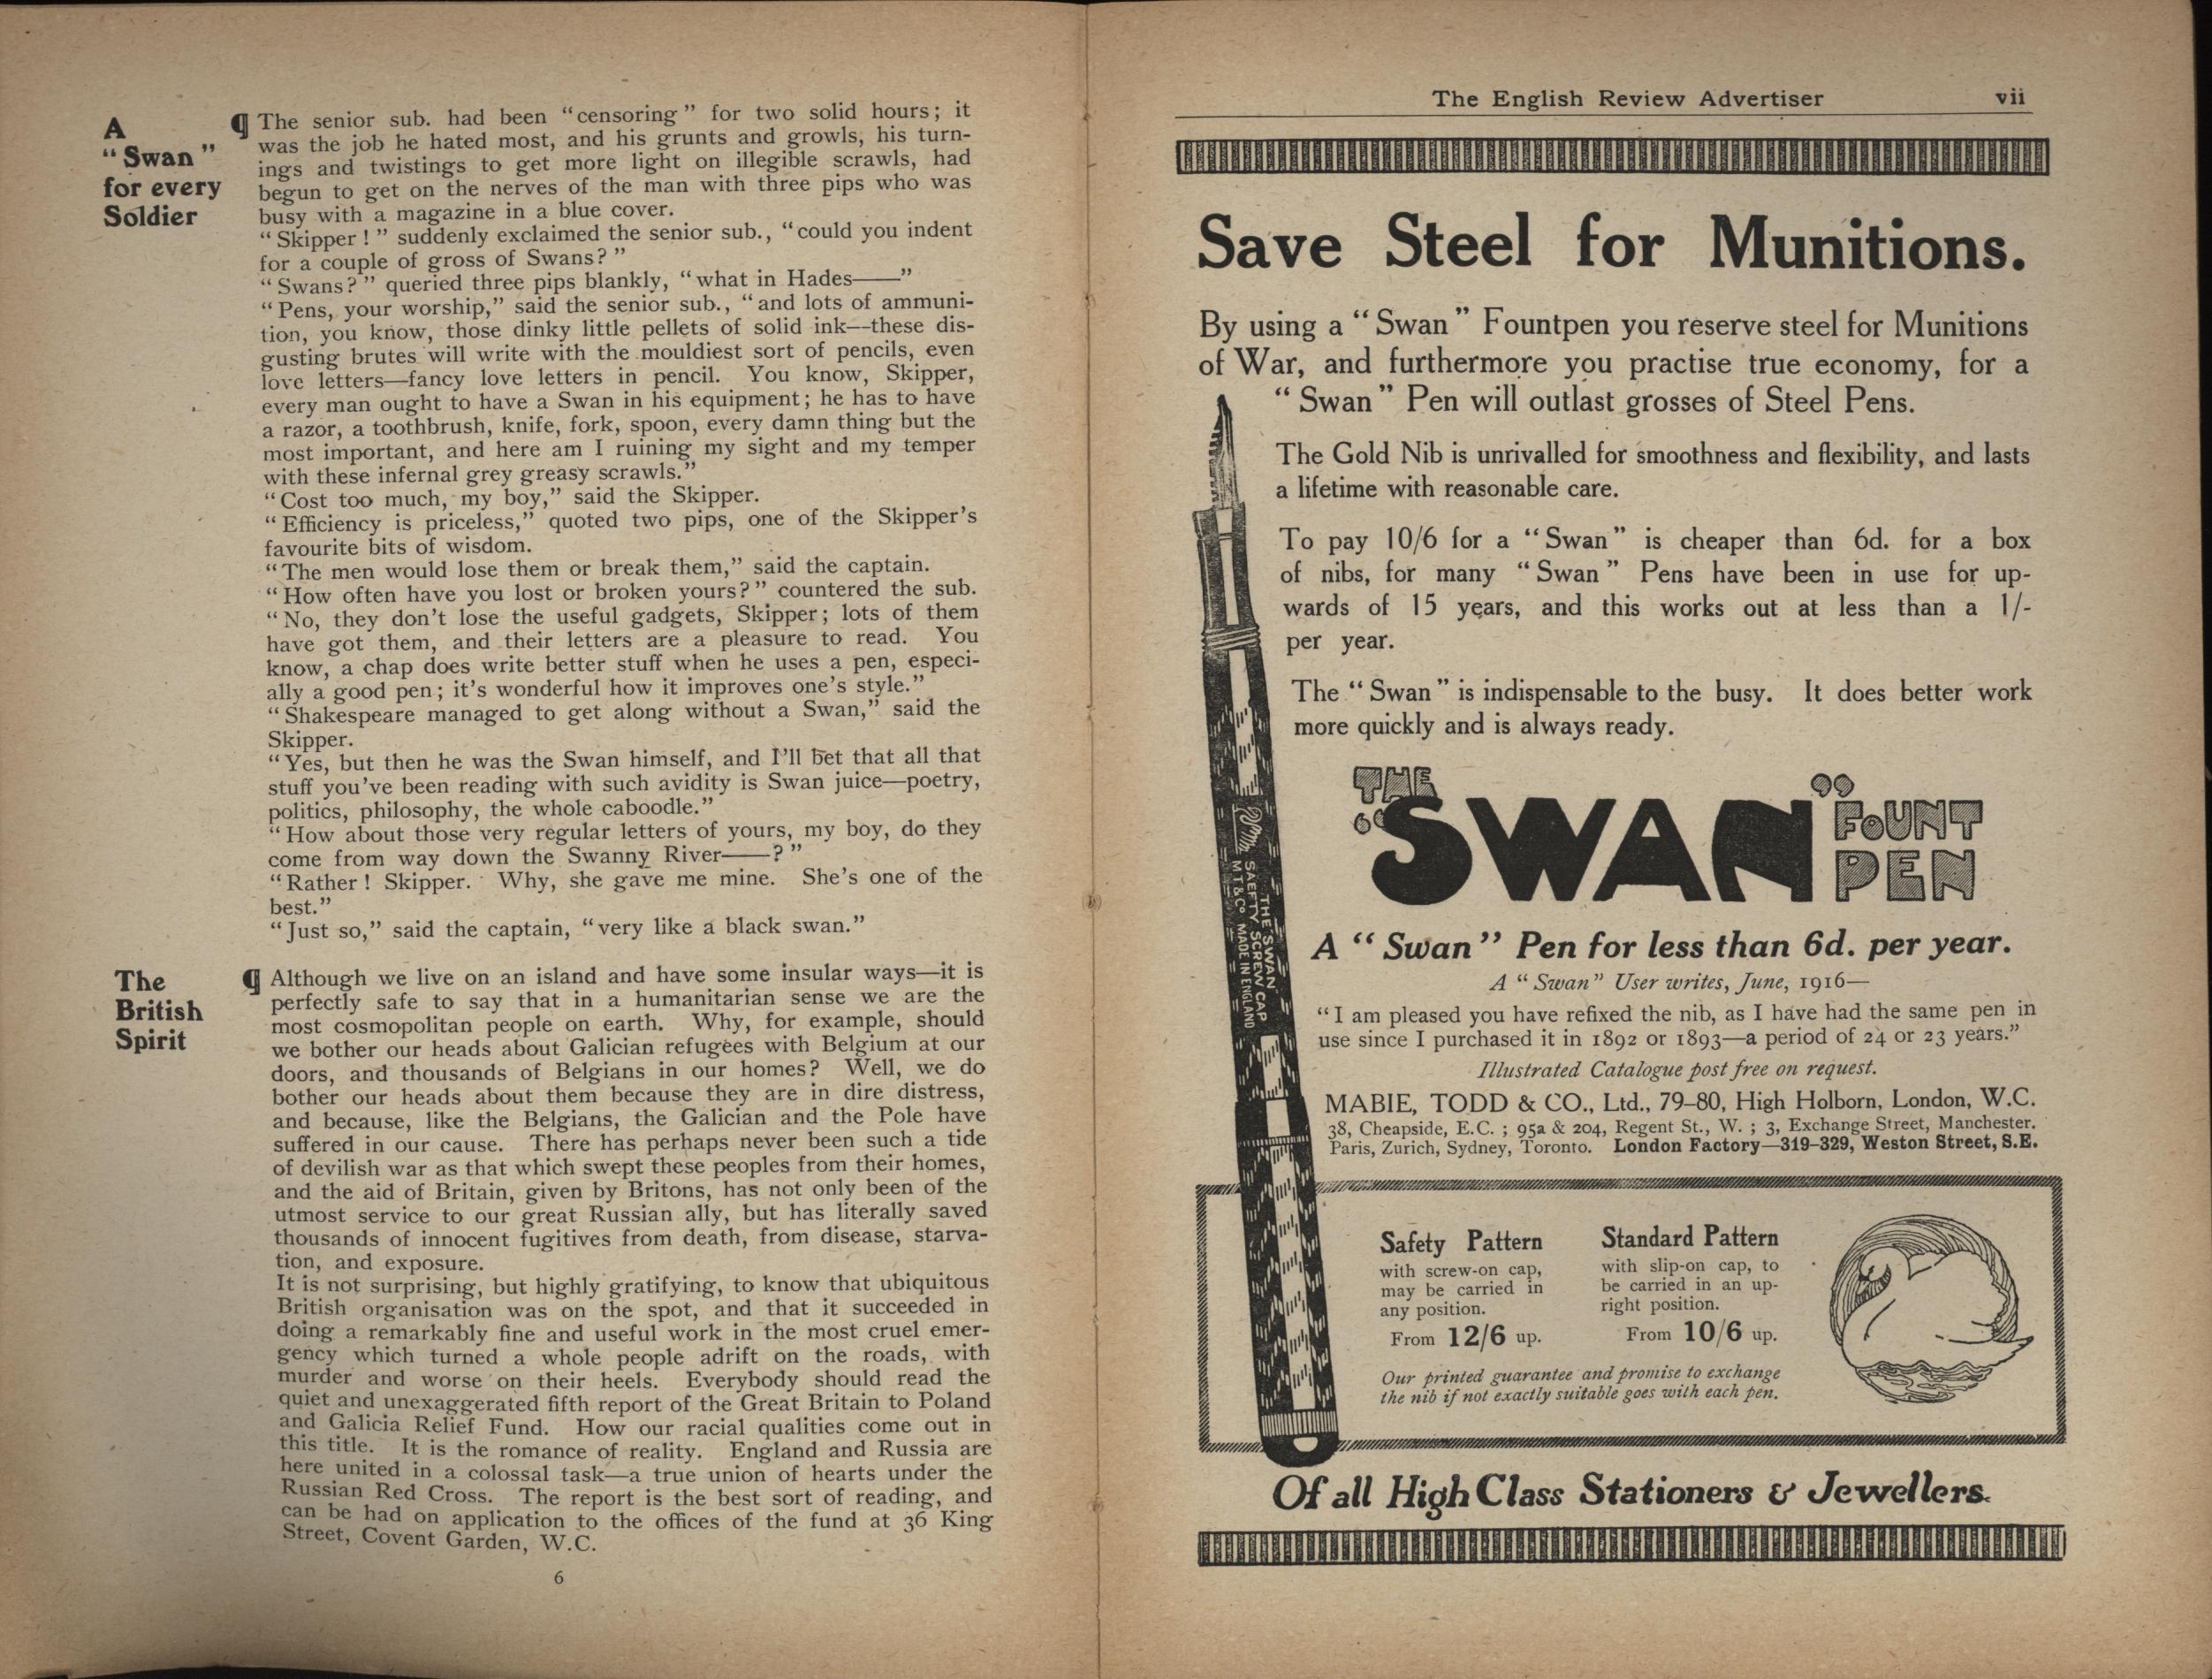 A
“Swan”
for every
Soldier
¶ The senior sub. had been “censoring” for two solid hours; it
was the job he hated most, and his grunts and growls, his turn-
ings and twistings to get more light on illegible scrawls, had
begun to get on the nerves of the man with three pips who was
busy with a magazine in a blue cover.
“Skipper!” suddenly exclaimed the senior sub., “could you indent
for a couple of gross of Swans?”
“Swans?” queried three pips blankly, “what in Hades——”
“Pens, your worship,” said the senior sub., “and lots of ammuni-
tion, you know, those dinky little pellets of solid ink—these dis-
gusting brutes will write with the mouldiest sort of pencils, even
love letters—fancy love letters in pencil. You know, Skipper,
every man ought to have a Swan in his equipment; he has to have
a razor, a toothbrush, knife, fork, spoon, every damn thing but the
most important, and here am I ruining my sight and my temper
with these infernal grey greasy scrawls.”
“Cost too much, my boy,” said the Skipper.
“Efficiency is priceless,” quoted two pips, one of the Skipper’s
favourite bits of wisdom.
“The men would lose them or break them,” said the captain.
“How often have you lost or broken yours?” countered the sub.
“No, they don’t lose the useful gadgets, Skipper; lots of them
have got them, and their letters are a pleasure to read. You
know, a chap does write better stuff when he uses a pen, especi-
ally a good pen; it’s wonderful how it improves one’s style.”
“Shakespeare managed to get along without a Swan,” said the
Skipper.
“Yes, but then he was the Swan himself, and I’ll bet that all that
stuff you’ve been reading with such avidity is Swan juice—poetry,
politics, philosophy, the whole caboodle.”
“How about those very regular letters of yours, my boy, do they
come from way down the Swanny River——?”
“Rather! Skipper. Why, she gave me mine. She’s one of the
best.”
“Just so,” said the captain, “very like a black swan.”
The
British
Spirit
¶ Although we live on an island and have some insular ways—it is
perfectly safe to say that in a humanitarian sense we are the
most cosmopolitan people on earth. Why, for example, should
we bother our heads about Galician refugees with Belgium at our
doors, and thousands of Belgians in our homes? Well, we do
bother our heads about them because they are in dire distress,
and because, like the Belgians, the Galician and the Pole have
suffered in our cause. There has perhaps never been such a tide
of devilish war as that which swept these peoples from their homes,
and the aid of Britain, given by Britons, has not only been of the
utmost service to our great Russian ally, but has literally saved
thousands of innocent fugitives from death, from disease, starva-
tion, and exposure.
It is not surprising, but highly gratifying, to know that ubiquitous
British organisation was on the spot, and that it succeeded in
doing a remarkably fine and useful work in the most cruel emer-
gency which turned a whole people adrift on the roads, with
murder and worse on their heels. Everybody should read the
quiet and unexaggerated fifth report of the Great Britain to Poland
and Galicia Relief Fund. How our racial qualities come out in
this title. It is the romance of reality. England and Russia are
here united in a colossal task—a true union of hearts under the
Russian Red Cross. The report is the best sort of reading, and
can be had on application to the offices of the fund at 36 King
Street, Covent Garden, W.C.
6
The English Review Advertiser vii
Save Steel for Munitions.
By using a “Swan” Fountpen you reserve steel for Munitions
of War, and furthermore you practise true economy, for a
“Swan” Pen will outlast grosses of Steel Pens.
The Gold Nib is unrivalled for smoothness and flexibility, and lasts
a lifetime with reasonable care.
To pay 10/6 for a “Swan” is cheaper than 6d. for a box
of nibs, for many “Swan” Pens have been in use for up-
wards of 15 years, and this works out at less than a 1/-
per year.
The “Swan” is indispensable to the busy. It does better work
more quickly and is always ready.
THE
“SWAN” FOUNT
PEN
THE SWAN
SAFETY SCREW CAP
M.T.& Co MADE IN ENGLAND
A “Swan” Pen for less than 6d. per year.
A “Swan” User writes, June, 1916—
“I am pleased you have refixed the nib, as I have had the same pen in
use since I purchased it in 1892 or 1893—a period of 24 or 23 years.”
Illustrated Catalogue post free on request.
MABIE, TODD & CO., Ltd., 79–80, High Holborn, London, W.C.
38, Cheapside, E.C.; 95a & 204, Regent St., W.; 3, Exchange Street, Manchester.
Paris, Zurich, Sydney, Toronto. London Factory—319–329, Weston Street, S.E.
Safety Pattern
with screw-on cap,
may be carried in
any position.
From 12/6 up.
Standard Pattern
with slip-on cap, to
be carried in an up-
right position.
From 10/6 up.
Our printed guarantee and promise to exchange
the nib if not exactly suitable goes with each pen.
Of all High Class Stationers & Jewellers.